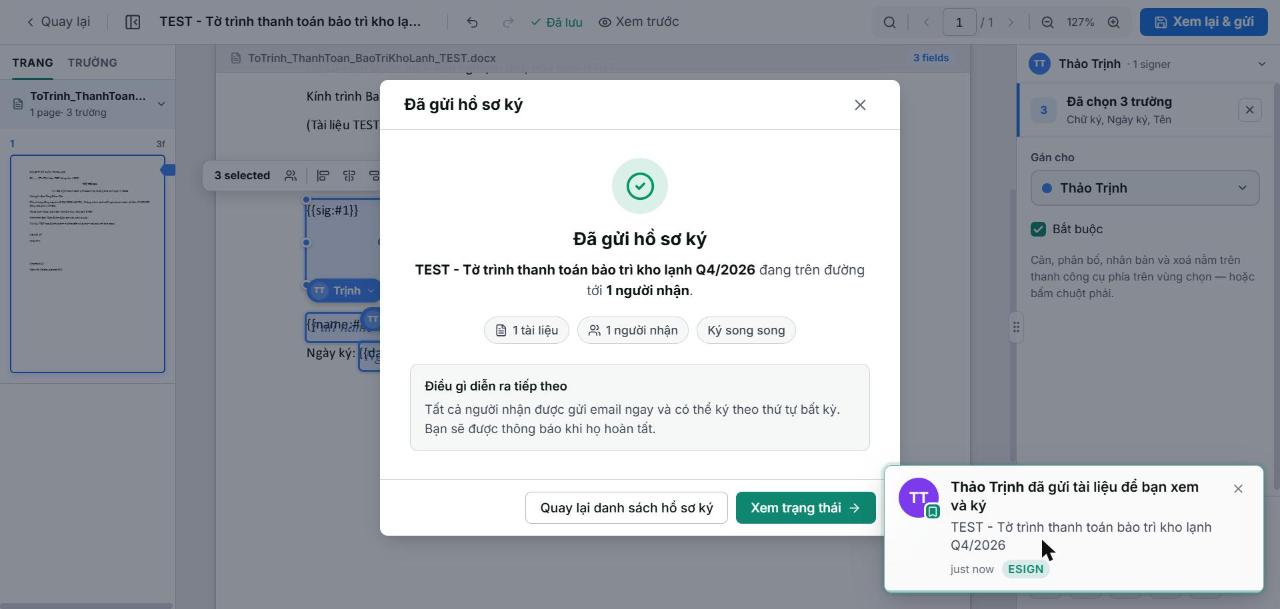 Quay lại
TEST - Tờ trình thanh toán bảo trì kho lạ...
Đã lưu
Xem trước
1 / 1
127%
Xem lại & gửi
TRANG
TRƯỜNG
ToTrinh_ThanhToan_BaoTriKhoLanh_TEST.docx
3 fields
Thảo Trịnh · 1 signer
ToTrinh_ThanhToan...
1 page· 3 trường
1
3f
Kính trình Ba
(Tài liệu TEST
3 selected
{{sig:#1}}
TT Trịnh
{{name:#
TT
Ngày ký: {{da
Đã gửi hồ sơ ký
Đã gửi hồ sơ ký
TEST - Tờ trình thanh toán bảo trì kho lạnh Q4/2026 đang trên đường
tới 1 người nhận.
1 tài liệu
1 người nhận
Ký song song
Điều gì diễn ra tiếp theo
Tất cả người nhận được gửi email ngay và có thể ký theo thứ tự bất kỳ.
Bạn sẽ được thông báo khi họ hoàn tất.
Quay lại danh sách hồ sơ ký
Xem trạng thái
TT
3
Đã chọn 3 trường
Chữ ký, Ngày ký, Tên
Gán cho
Thảo Trịnh
Bắt buộc
Căn, phân bố, nhân bản và xoá nằm trên
thanh công cụ phía trên vùng chọn — hoặc
bấm chuột phải.
TT
Thảo Trịnh đã gửi tài liệu để bạn xem
và ký
TEST - Tờ trình thanh toán bảo trì kho lạnh
Q4/2026
just now
ESIGN